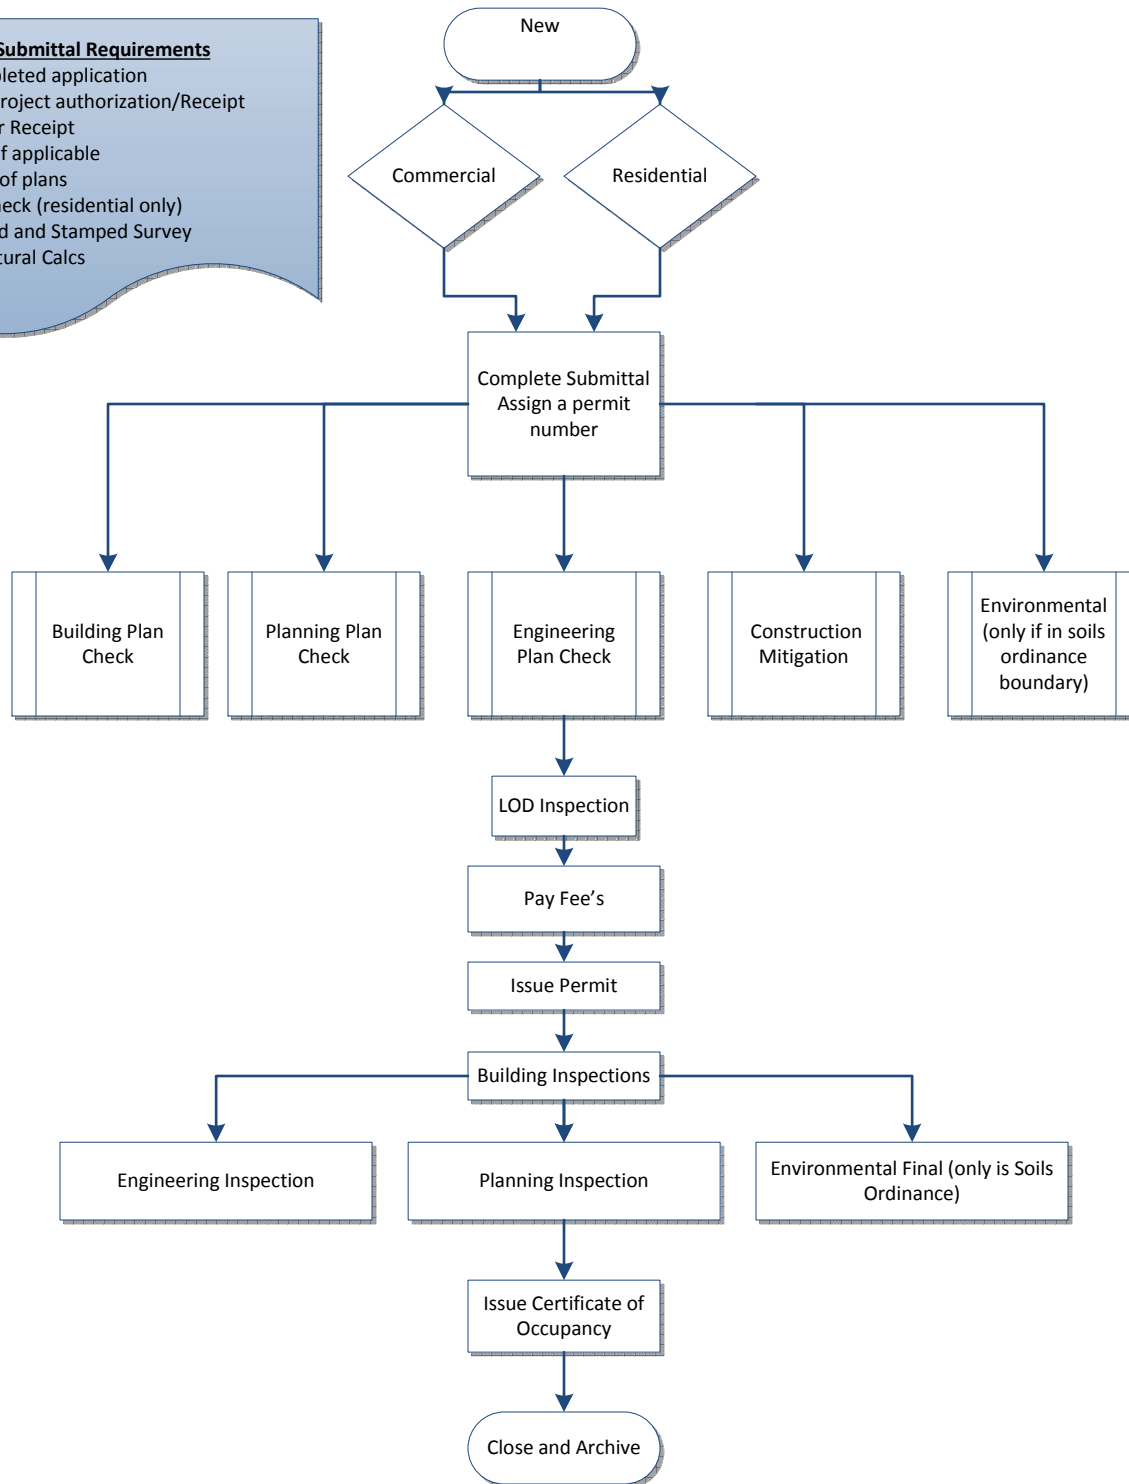 Submittal Requirements
pleted application
roject authorization/Receipt
r Receipt
f applicable
of plans
heck (residential only)
d and Stamped Survey
tural Calcs
New
Commercial
Residential
Complete Submittal
Assign a permit
number
Building Plan
Check
Planning Plan
Check
Engineering
Plan Check
Construction
Mitigation
Environmental
(only if in soils
ordinance
boundary)
LOD Inspection
Pay Fee's
Issue Permit
Building Inspections
Engineering Inspection
Planning Inspection
Environmental Final (only is Soils
Ordinance)
Issue Certificate of
Occupancy
Close and Archive